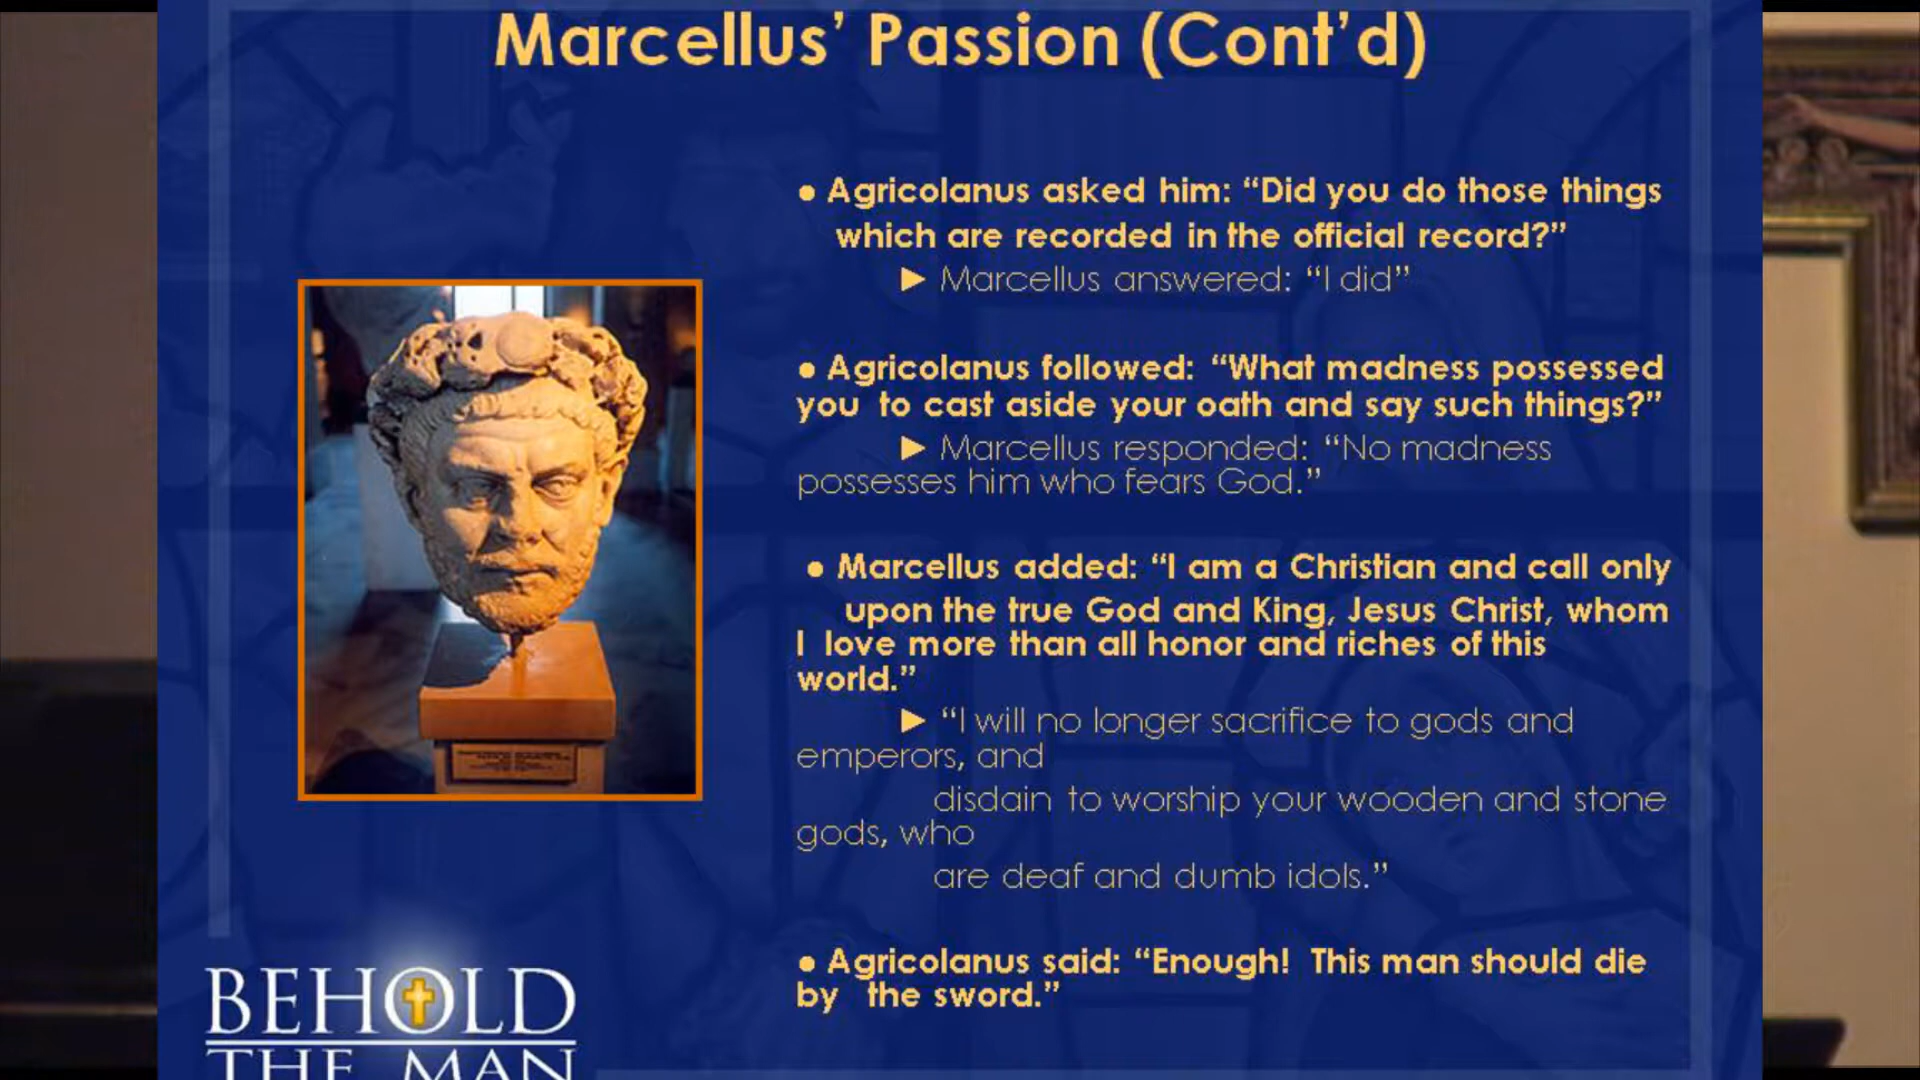 Marcellus’ Passion (Cont’d)
● Agricolanus asked him: “Did you do those things
which are recorded in the official record?”
► Marcellus answered: “I did”
● Agricolanus followed: “What madness possessed
you to cast aside your oath and say such things?”
► Marcellus responded: “No madness
possesses him who fears God.”
● Marcellus added: “I am a Christian and call only
upon the true God and King, Jesus Christ, whom
I love more than all honor and riches of this
world.”
► “I will no longer sacrifice to gods and
emperors, and
disdain to worship your wooden and stone
gods, who
are deaf and dumb idols.”
● Agricolanus said: “Enough! This man should die
by the sword.”
BEHOLD
THE MAN